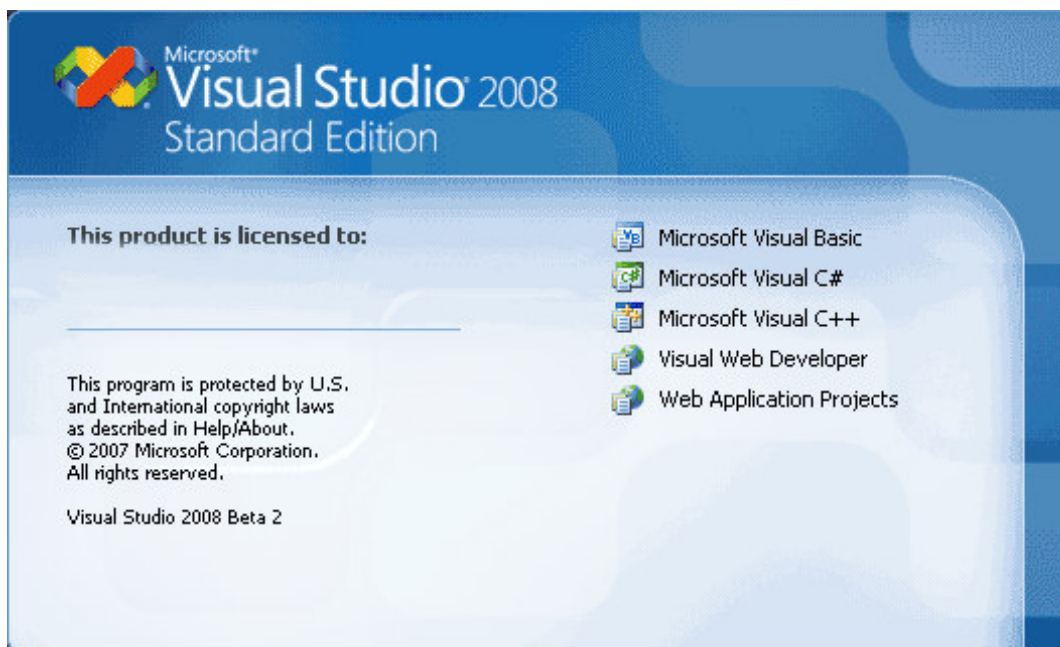 Microsoft®
Visual Studio® 2008
Standard Edition
This product is licensed to:
This program is protected by U.S.
and International copyright laws
as described in Help/About.
© 2007 Microsoft Corporation.
All rights reserved.
Visual Studio 2008 Beta 2
Microsoft Visual Basic
Microsoft Visual C#
Microsoft Visual C++
Visual Web Developer
Web Application Projects